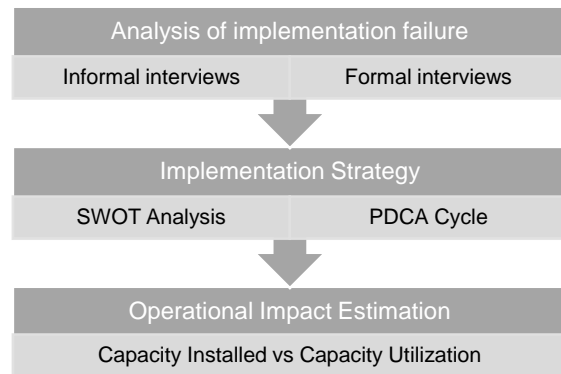 Analysis of implementation failure
Informal interviews Formal interviews
Implementation Strategy
SWOT Analysis PDCA Cycle
Operational Impact Estimation
Capacity Installed vs Capacity Utilization